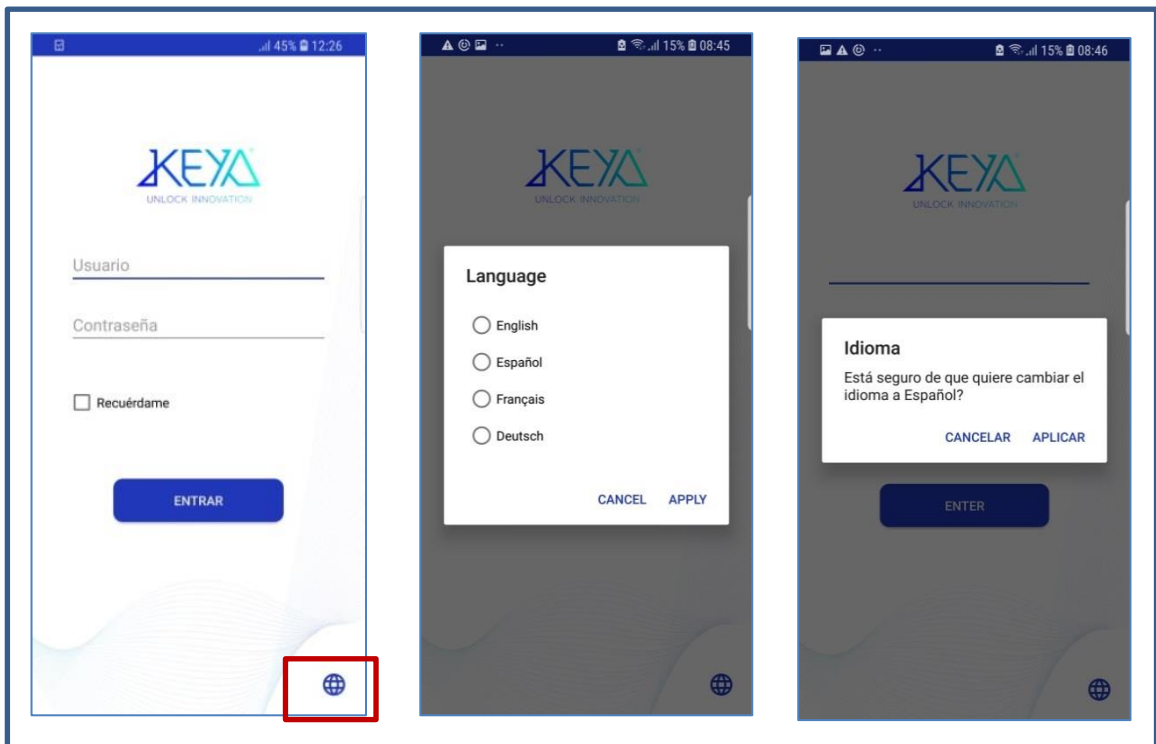 45% 12:26
KEYA
UNLOCK INNOVATION
Usuario
Contraseña
Recuérdame
ENTRAR
15% 08:45
KEYA
UNLOCK INNOVATION
Language
English
Español
Français
Deutsch
CANCEL APPLY
15% 08:46
KEYA
UNLOCK INNOVATION
Idioma
Está seguro de que quiere cambiar el
idioma a Español?
CANCELAR APLICAR
ENTER